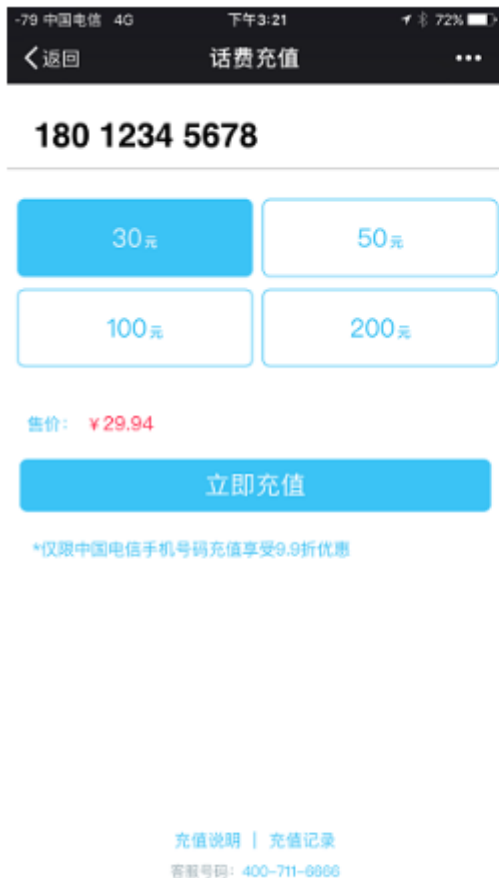 -79 中国电信 4G 下午3:21 72%
返回 话费充值 •••
180 1234 5678
30元 50元
100元 200元
售价： ￥29.94
立即充值
*仅限中国电信手机号码充值享受9.9折优惠
充值说明 | 充值记录
客服号码：400-711-6666